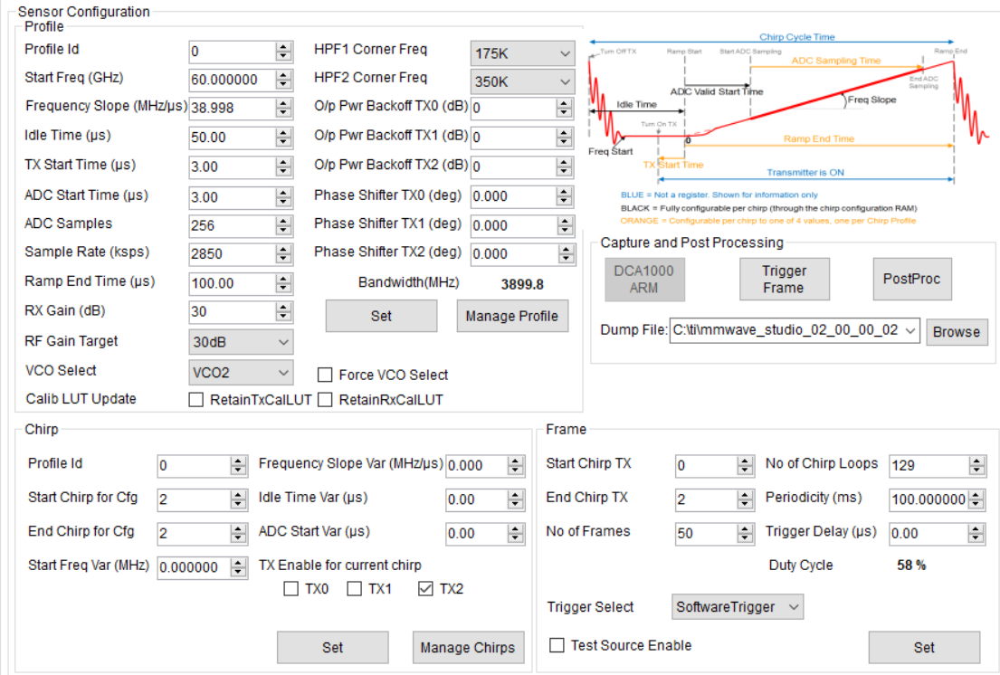 Sensor Configuration
Profile
Profile Id 0 HPF1 Corner Freq 175K
Start Freq (GHz) 60.000000 HPF2 Corner Freq 350K
Frequency Slope (MHz/µs) 38.998 O/p Pwr Backoff TX0 (dB) 0
Idle Time (µs) 50.00 O/p Pwr Backoff TX1 (dB) 0
TX Start Time (µs) 3.00 O/p Pwr Backoff TX2 (dB) 0
ADC Start Time (µs) 3.00 Phase Shifter TX0 (deg) 0.000
ADC Samples 256 Phase Shifter TX1 (deg) 0.000
Sample Rate (ksps) 2850 Phase Shifter TX2 (deg) 0.000
Ramp End Time (µs) 100.00 Bandwidth(MHz) 3899.8
RX Gain (dB) 30 Set Manage Profile
RF Gain Target 30dB
VCO Select VCO2 Force VCO Select
Calib LUT Update RetainTxCalLUT RetainRxCalLUT
Chirp Cycle Time
Turn Off TX Ramp Start Start ADC Sampling Ramp End
ADC Sampling Time
End ADC
Sampling
ADC Valid Start Time
Freq Slope
Idle Time
Turn On TX
0
Ramp End Time
Freq Start
TX Start Time
Transmitter is ON
BLUE = Not a register. Shown for information only
BLACK = Fully configurable per chirp (through the chirp configuration RAM)
ORANGE = Configurable per chirp to one of 4 values, one per Chirp Profile
Capture and Post Processing
DCA1000
ARM
Trigger
Frame
PostProc
Dump File: C:\ti\mmwave_studio_02_00_00_02 Browse
Chirp
Profile Id 0 Frequency Slope Var (MHz/µs) 0.000
Start Chirp for Cfg 2 Idle Time Var (µs) 0.00
End Chirp for Cfg 2 ADC Start Var (µs) 0.00
Start Freq Var (MHz) 0.000000 TX Enable for current chirp
TX0 TX1 TX2
Set Manage Chirps
Frame
Start Chirp TX 0 No of Chirp Loops 129
End Chirp TX 2 Periodicity (ms) 100.000000
No of Frames 50 Trigger Delay (µs) 0.00
Duty Cycle 58 %
Trigger Select SoftwareTrigger
Test Source Enable Set